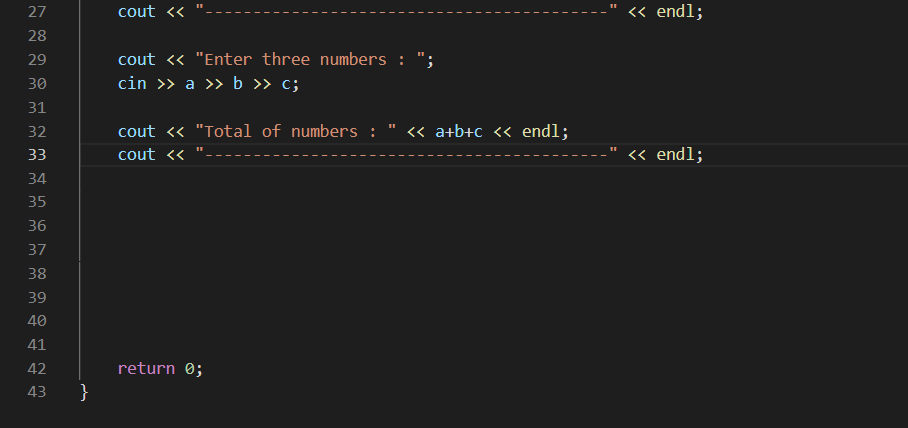 27 cout << "------------------------------------------" << endl;
28
29 cout << "Enter three numbers : ";
30 cin >> a >> b >> c;
31
32 cout << "Total of numbers : " << a+b+c << endl;
33 cout << "------------------------------------------" << endl;
34
35
36
37
38
39
40
41
42 return 0;
43 }